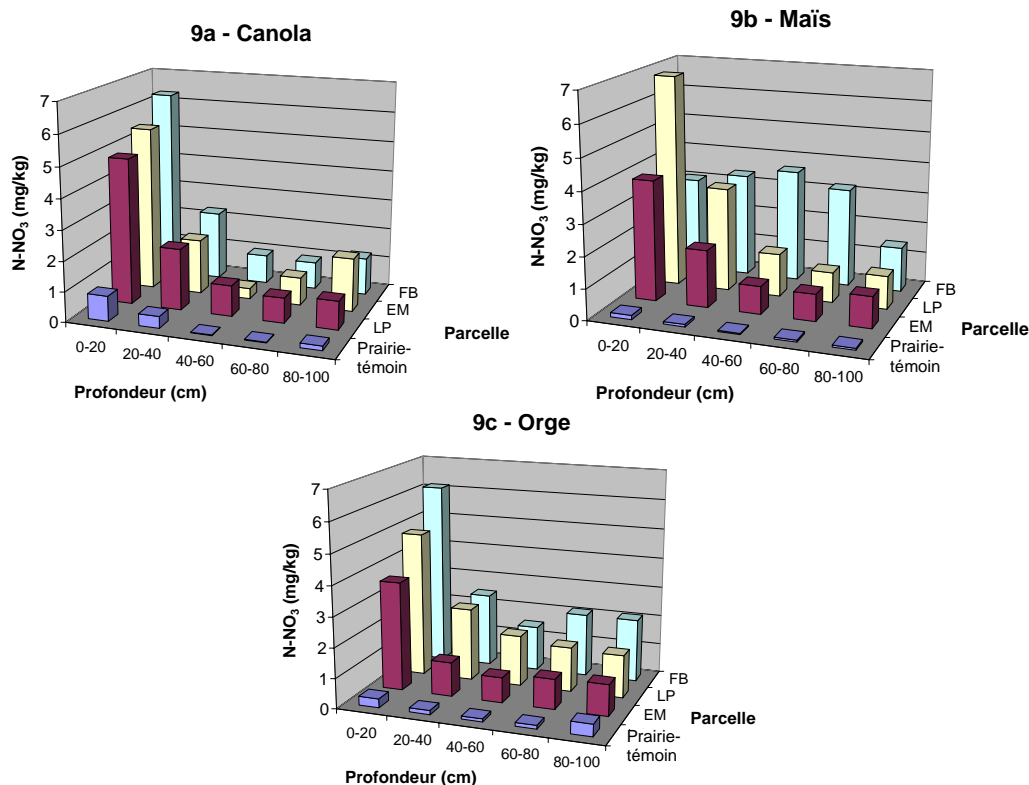 9a - Canola
N-NO3 (mg/kg)
7
6
5
4
3
2
1
0
0-20
20-40
40-60
60-80
80-100
Profondeur (cm)
FB
EM
LP
Prairie-
témoin
Parcelle
9b - Maïs
N-NO3 (mg/kg)
7
6
5
4
3
2
1
0
0-20
20-40
40-60
60-80
80-100
Profondeur (cm)
FB
LP
EM
Prairie-
témoin
Parcelle
9c - Orge
N-NO3 (mg/kg)
7
6
5
4
3
2
1
0
0-20
20-40
40-60
60-80
80-100
Profondeur (cm)
FB
LP
EM
Prairie-
témoin
Parcelle